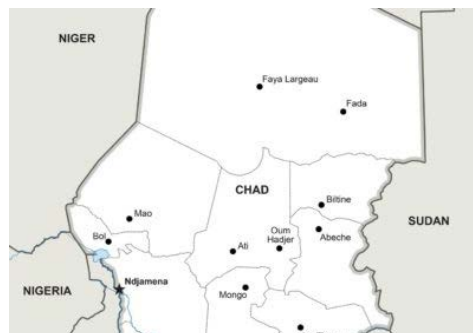 NIGER
Faya Largeau
Fada
CHAD
Biltine
Mao
SUDAN
Oum
Hadjer
Abeche
Bol
Ati
Ndjamena
NIGERIA
Mongo